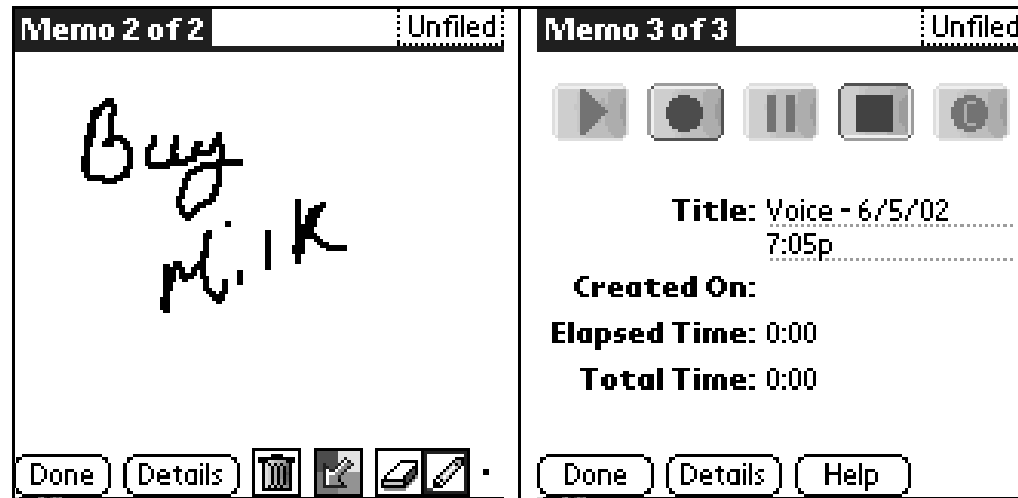 Memo 2 of 2 Unfiled
Buy
Milk
Done Details
Memo 3 of 3 Unfiled
Title: Voice - 6/5/02
7:05p
Created On:
Elapsed Time: 0:00
Total Time: 0:00
Done Details Help